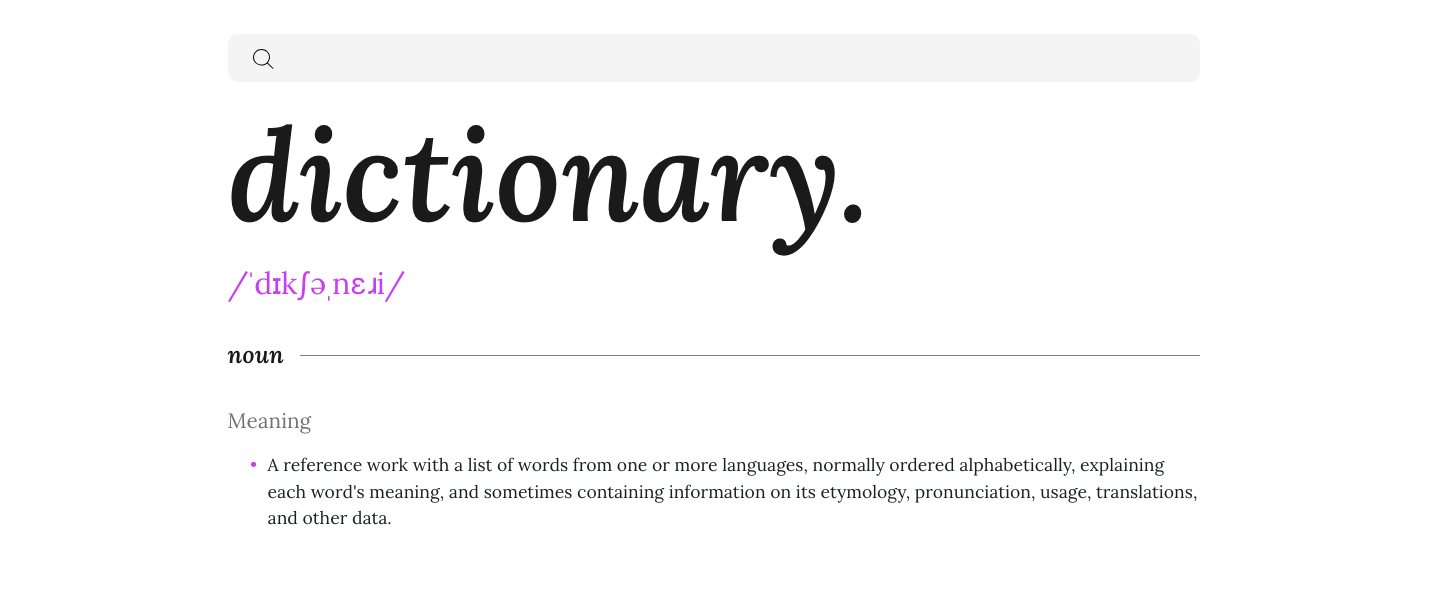 dictionary.
/ˈdɪkʃəˌnɛɹi/
noun
Meaning
• A reference work with a list of words from one or more languages, normally ordered alphabetically, explaining
each word's meaning, and sometimes containing information on its etymology, pronunciation, usage, translations,
and other data.